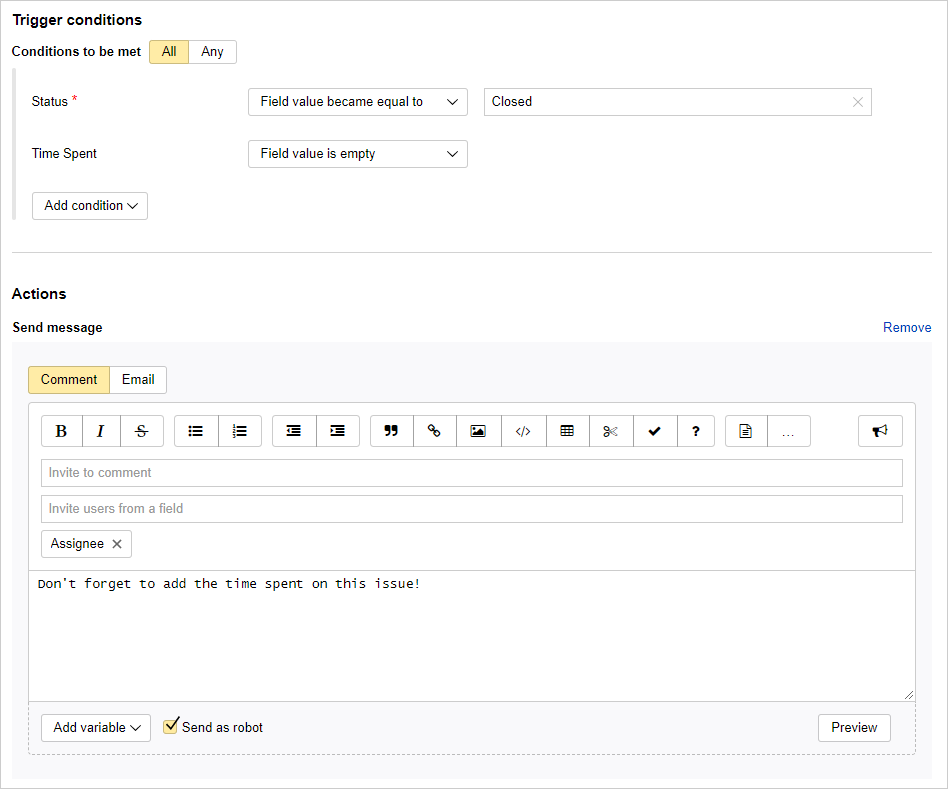 Trigger conditions
Conditions to be met All Any
Status * Field value became equal to Closed
Time Spent Field value is empty
Add condition
Actions
Send message Remove
Comment Email
B I S </> ? ...
Invite to comment
Invite users from a field
Assignee
Don't forget to add the time spent on this issue!
Add variable Send as robot Preview